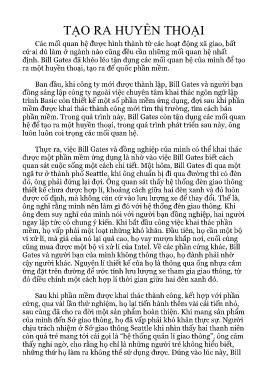 TẠO RA HUYỀN THOẠI
Các mối quan hệ được hình thành từ các hoạt động xã giao, bất
cứ ai dù làm ở ngành nào cũng đều cần những mối quan hệ nhất
định. Bill Gates đã khéo léo tận dụng các mối quan hệ của mình để tạo
ra một huyền thoại, tạo ra đế quốc phần mềm.
Ban đầu, khi công ty mới được thành lập, Bill Gates và người bạn
đồng sáng lập công ty ngoài việc chuyên tâm khai thác ngôn ngữ lập
trình Basic còn thiết kế một số phần mềm ứng dụng, đợi sau khi phần
mềm được khai thác thành công mới tìm thị trường, tìm cách bán
phần mềm. Trong quá trình này, Bill Gates còn tận dụng các mối quan
hệ để tạo ra một huyền thoại, trong quá trình phát triển sau này, ông
luôn luôn coi trọng các mối quan hệ.
Thực ra, việc Bill Gates và đồng nghiệp của mình có thể khai thác
được một phần mềm ứng dụng là nhờ vào việc Bill Gates biết cách
quan sát cuộc sống một cách chi tiết. Một hôm, Bill Gates đi qua một
ngã tư ở thành phố Seattle, khi ông chuẩn bị đi qua đường thì có đèn
đỏ, ông phải đứng lại đợi. Ông quan sát thấy hệ thống đèn giao thông
thiết kế chưa được hợp lí, khoảng cách giữa hai đèn xanh và đỏ luôn
được cố định, mà không căn cứ vào lưu lượng xe để thay đổi. Thế là,
ông nghĩ rằng mình nên làm gì đó với hệ thống đèn giao thông. Khi
ông đem suy nghĩ của mình nói với người bạn đồng nghiệp, hai người
ngay lập tức có chung ý kiến. Khi bắt đầu công việc khai thác phần
mềm, họ vấp phải một loạt những khó khăn. Đầu tiên, họ cần một bộ
vi xử lí, mà giá của nó lại quá cao, họ vay mượn khắp nơi, cuối cùng
cũng mua được một bộ vi xử lí của Intel. Về các phần cứng khác, Bill
Gates và người bạn của mình không thông thạo, họ đành phải nhờ
cậy người khác. Nguyên lí thiết kế của họ là thông qua ống nhựa cảm
ứng đặt trên đường để ước tính lưu lượng xe tham gia giao thông, từ
đó điều chỉnh một cách hợp lí thời gian giữa hai đèn xanh đỏ.
Sau khi phần mềm được khai thác thành công, kết hợp với phần
cứng, qua vài lần thử nghiệm, họ lại tiến hành thêm vài cải tiến nhỏ,
sau cùng đã cho ra đời một sản phẩm hoàn thiện. Khi mang sản phẩm
của mình đến Sở giao thông, họ đã vấp phải khó khăn thực sự. Người
chịu trách nhiệm ở Sở giao thông Seattle khi nhìn thấy hai thanh niên
còn quá trẻ mang tới cái gọi là "hệ thống quản lí giao thông", ông cảm
thấy nghi ngờ, cho rằng họ chỉ là những người trẻ không hiểu biết,
những thứ họ làm ra không thể sử dụng được. Đúng vào lúc này, Bill